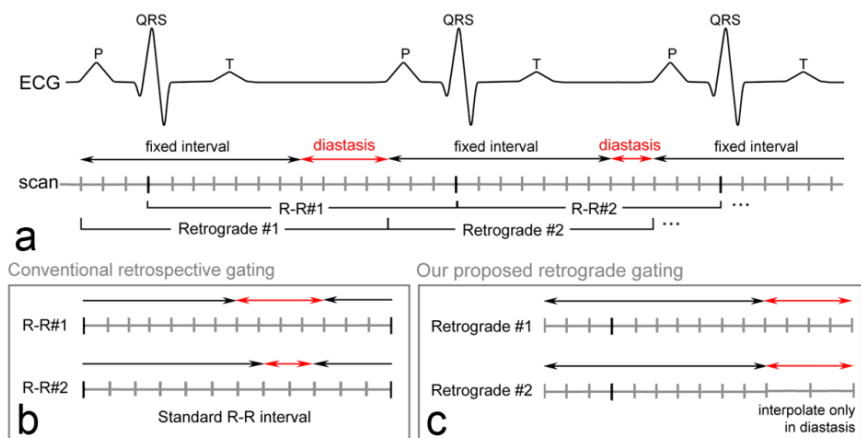 QRS
QRS
QRS
P
T
P
T
P
T
ECG
fixed interval
diastasis
fixed interval
diastasis
fixed interval
scan
R-R#1
R-R#2
...
Retrograde #1
Retrograde #2
...
a
Conventional retrospective gating
R-R#1
R-R#2
b
Standard R-R interval
Our proposed retrograde gating
Retrograde #1
Retrograde #2
c
interpolate only
in diastasis